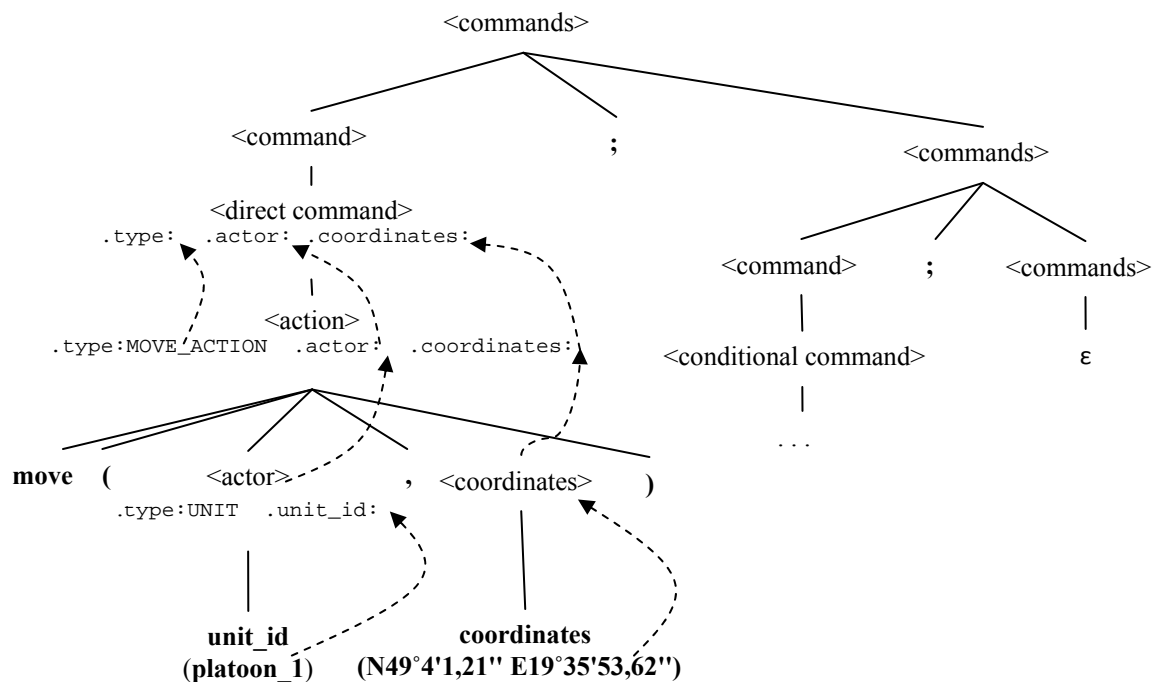 <commands>
<command>
;
<commands>
<direct command>
.type: .actor: .coordinates:
<command> ; <commands>
<action>
.type:MOVE_ACTION .actor: .coordinates:
<conditional command> ε
...
move ( <actor> , <coordinates> )
.type:UNIT .unit_id:
unit_id coordinates
(platoon_1) (N49°4'1,21'' E19°35'53,62'')